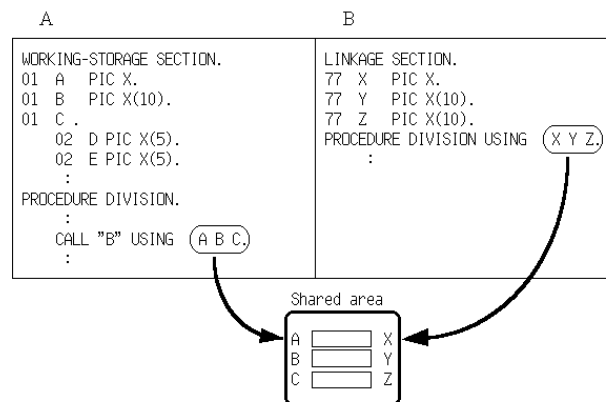 A
B
WORKING-STORAGE SECTION.
01 A PIC X.
01 B PIC X(10).
01 C .
02 D PIC X(5).
02 E PIC X(5).
:
PROCEDURE DIVISION.
:
CALL "B" USING A B C.
:
LINKAGE SECTION.
77 X PIC X.
77 Y PIC X(10).
77 Z PIC X(10).
PROCEDURE DIVISION USING X Y Z.
:
Shared area
A X
B Y
C Z